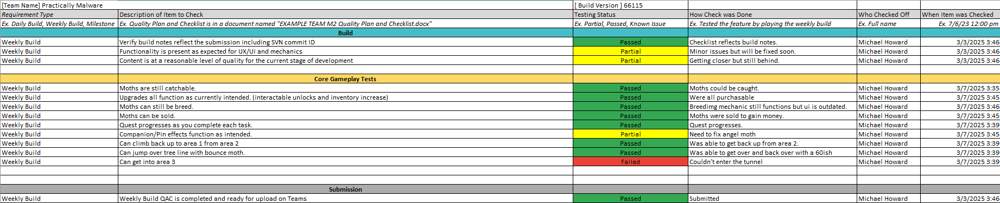 [Team Name] Practically Malware [ Build Version ] 66115
Requirement Type Description of Item to Check Testing Status How Check was Done Who Checked Off When Item was Checked
Ex. Daily Build, Weekly Build, Milestone Ex. Quality Plan and Checklist is in a document named "EXAMPLE TEAM M2 Quality Plan and Checklist.docx" Ex. Partial, Passed, Known Issue Ex. Tested the feature by playing the weekly build Ex. Full name Ex. 7/6/23 12:00 pm
Build
Weekly Build Verify build notes reflect the submission including SVN commit ID Passed Checklist reflects build notes. Michael Howard 3/3/2025 3:46
Weekly Build Functionality is present as expected for UX/UI and mechanics Partial Minor issues but will be fixed soon. Michael Howard 3/3/2025 3:46
Weekly Build Content is at a reasonable level of quality for the current stage of development Partial Getting closer but still behind. Michael Howard 3/3/2025 3:46
Core Gameplay Tests
Weekly Build Moths are still catchable. Passed Moths could be caught. Michael Howard 3/7/2025 3:35
Weekly Build Upgrades all function as currently intended. (interactable unlocks and inventory increase) Passed Were all purchasable Michael Howard 3/7/2025 3:45
Weekly Build Moths can still be breed. Passed Breeding mechanic still functions but ui is outdated. Michael Howard 3/7/2025 3:46
Weekly Build Moths can be sold. Passed Moths were sold to gain money. Michael Howard 3/7/2025 3:45
Weekly Build Quest progresses as you complete each task. Passed Quest progresses. Michael Howard 3/7/2025 3:39
Weekly Build Companion/Pin effects function as intended. Partial Need to fix angel moth Michael Howard 3/7/2025 3:45
Weekly Build Can climb back up to area 1 from area 2 Passed Was able to get back up from area 2. Michael Howard 3/7/2025 3:39
Weekly Build Can jump over tree line with bounce moth. Passed Was able to get over and back over with a 60ish Michael Howard 3/7/2025 3:39
Weekly Build Can get into area 3 Failed Couldn't enter the tunnel Michael Howard 3/7/2025 3:39
Submission
Weekly Build Weekly Build QAC is completed and ready for upload on Teams Passed Submitted Michael Howard 3/3/2025 3:46